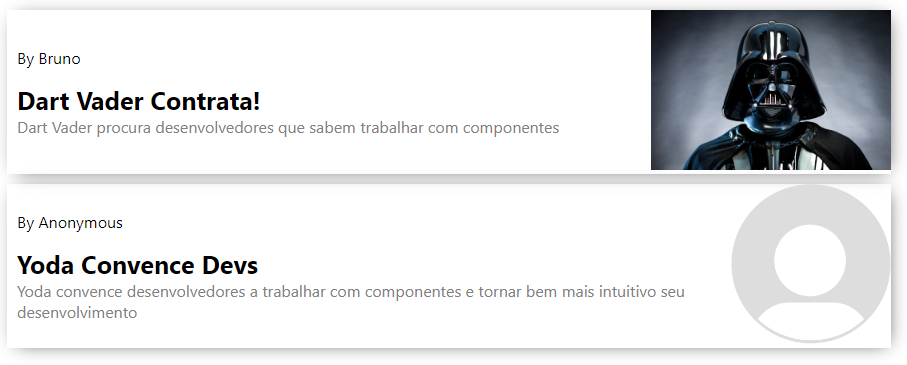 By Bruno
Dart Vader Contrata!
Dart Vader procura desenvolvedores que sabem trabalhar com componentes
By Anonymous
Yoda Convence Devs
Yoda convence desenvolvedores a trabalhar com componentes e tornar bem mais intuitivo seu
desenvolvimento